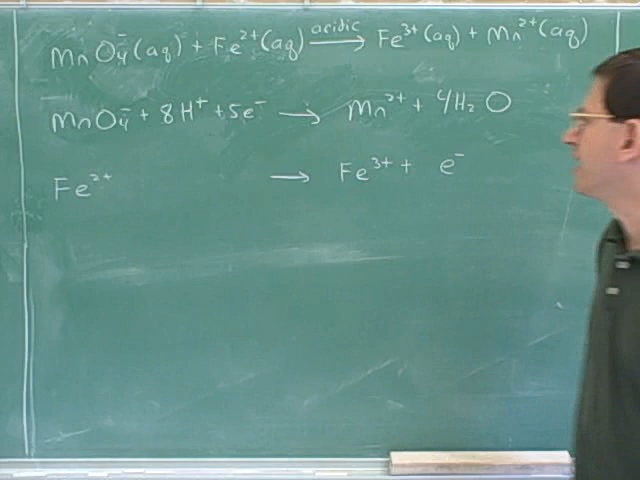 MnO₄⁻(aq) + Fe²⁺(aq) acidic → Fe³⁺(aq) + Mn²⁺(aq)
MnO₄⁻ + 8H⁺ + 5e⁻ → Mn²⁺ + 4H₂O
Fe²⁺ → Fe³⁺ + e⁻